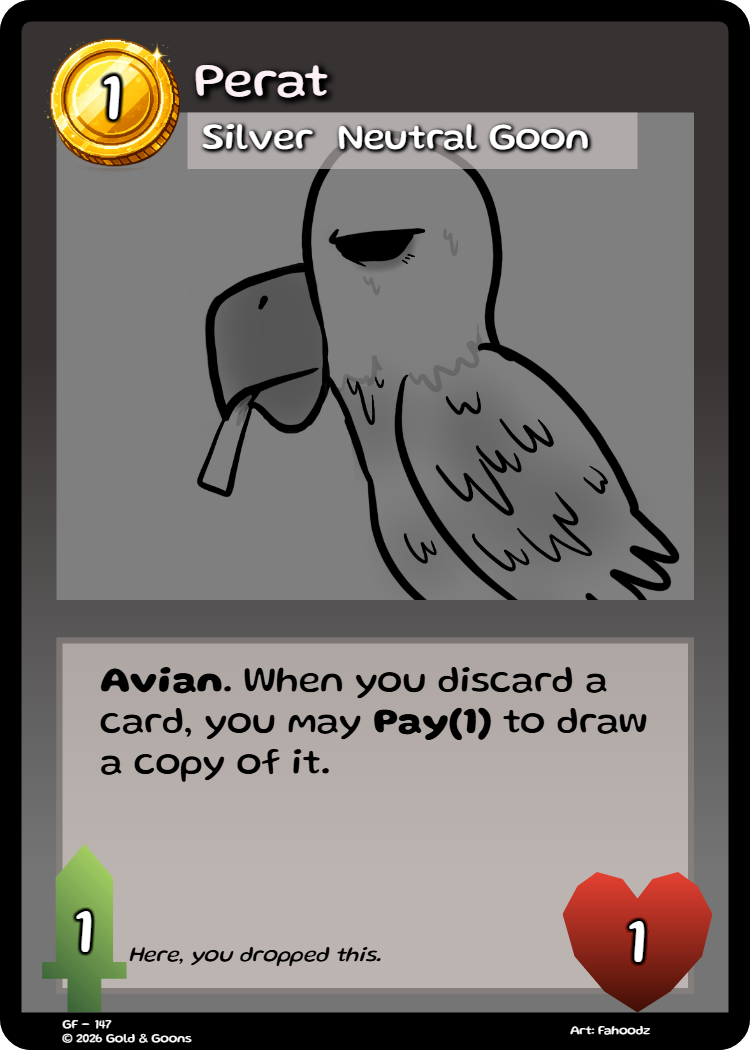 1
Perat
Silver Neutral Goon
Avian. When you discard a
card, you may Pay(1) to draw
a copy of it.
1
Here, you dropped this.
1
GF - 147
© 2026 Gold & Goons
Art: Fahoodz